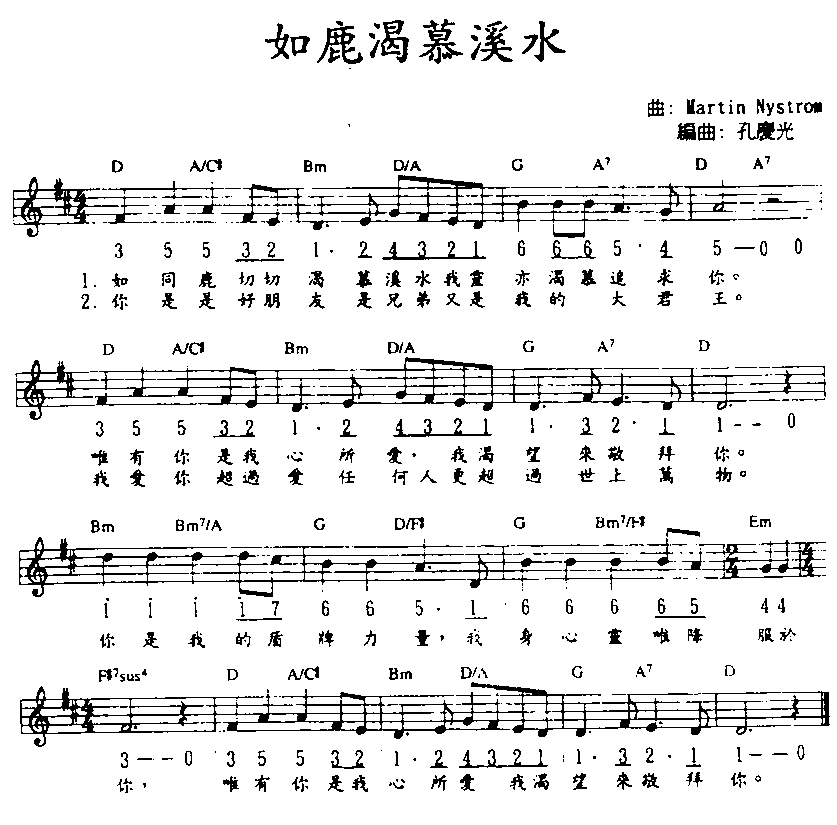 如鹿渴慕溪水
曲: Martin Nystrom
編曲: 孔慶光
D A/C# Bm D/A G A7 D A7
4/4
3 5 5 3 2 1 · 2 4 3 2 1 6 6 6 5 · 4 5 — 0 0
1. 如同鹿切切渴慕溪水我靈亦渴慕追求你。
2. 你是是好朋友是兄弟又是我的大君王。
D A/C# Bm D/A G A7 D
3 5 5 3 2 1 · 2 4 3 2 1 1 · 3 2 · 1 1 - - 0
唯有你是我心所愛，我渴望來敬拜你。
我愛你超過愛任何人更超過世上萬物。
Bm Bm7/A G D/F# G Bm7/F# Em
2/4 4/4
i i i i 7 6 6 5 · 1 6 6 6 6 5 4 4
你是我的盾牌力量，我身心靈唯降服於
F#7sus4 D A/C# Bm D/A G A7 D
4/4
3 - - 0 3 5 5 3 2 1 · 2 4 3 2 1 1 · 3 2 · 1 1 - - 0
你，唯有你是我心所愛我渴望來敬拜你。